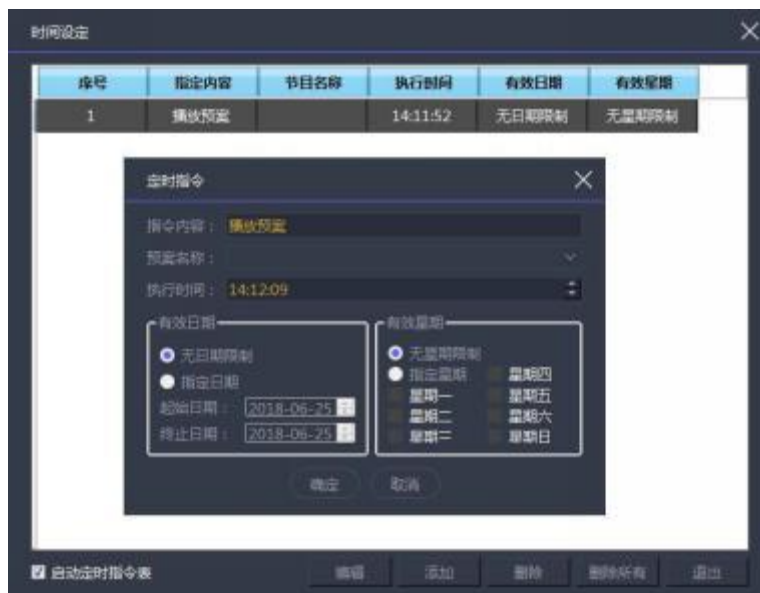 时间设定
序号 指定内容 节目名称 执行时间 有效日期 有效星期
1 播放预案 14:11:52 无日期限制 无星期限制
定时指令
指令内容： 播放预案
预案名称：
执行时间： 14:12:09
有效日期 有效星期
无日期限制 无星期限制
指定日期 指定星期 星期四
起始日期： 2018-06-25 星期一 星期五
终止日期： 2018-06-25 星期二 星期六
星期三 星期日
确定 取消
启动定时指令表 编辑 添加 删除 删除所有 退出